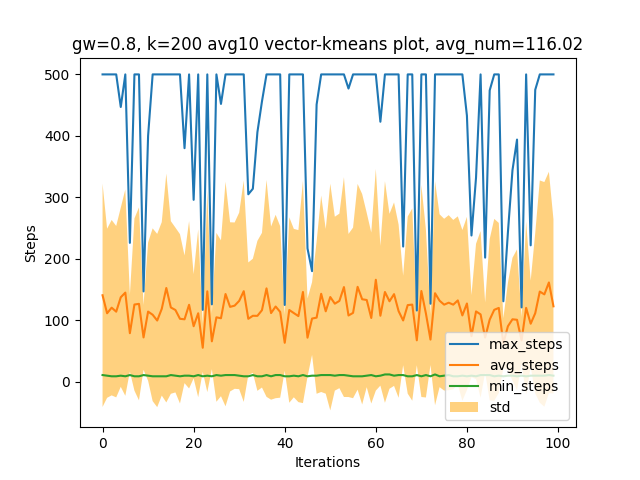 gw=0.8, k=200 avg10 vector-kmeans plot, avg_num=116.02
500
400
300
200
100
0
Steps
max_steps
avg_steps
min_steps
std
0 20 40 60 80 100
Iterations